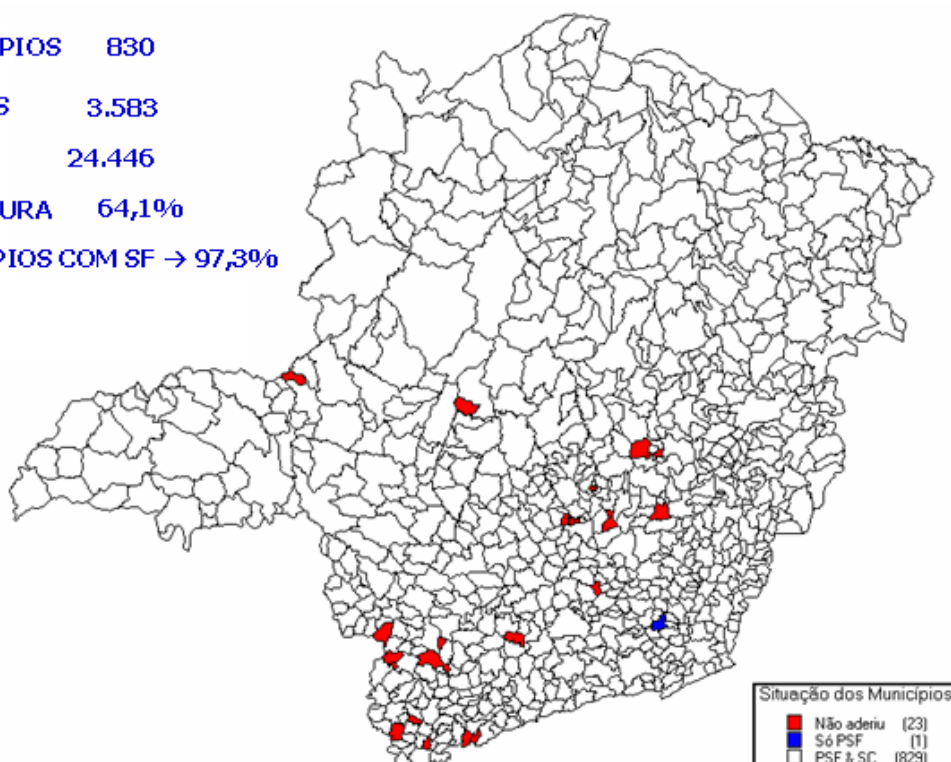 PIOS 830
S 3.583
24.446
URA 64,1%
PIOS COM SF → 97,3%
Situação dos Municípios
Não aderiu (23)
Só PSF (1)
PSF & SC (829)